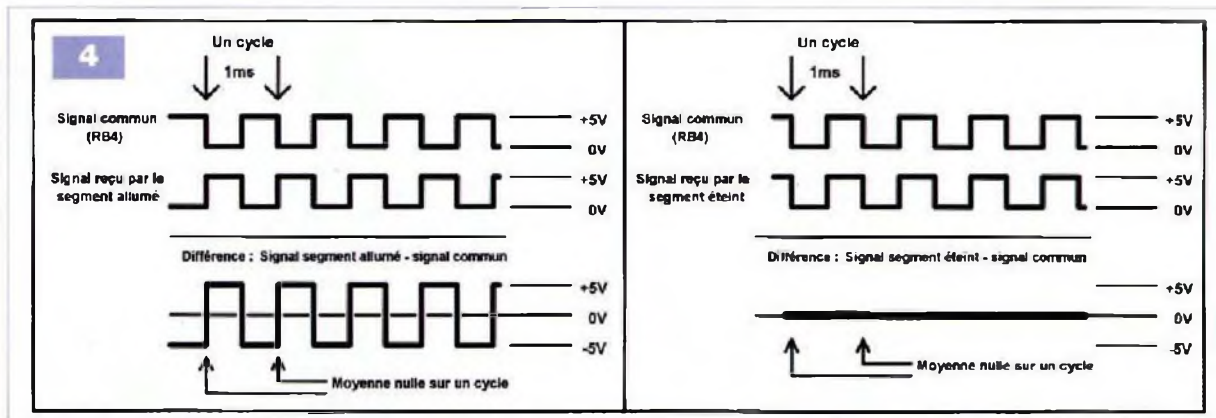 4
Un cycle
1ms
Signal commun
(RB4)
+5V
0V
Signal reçu par le
segment allumé
+5V
0V
Différence : Signal segment allumé - signal commun
+5V
0V
-5V
Moyenne nulle sur un cycle
Un cycle
1ms
Signal commun
(RB4)
+5V
0V
Signal reçu par le
segment éteint
+5V
0V
Différence : Signal segment éteint - signal commun
+5V
0V
-5V
Moyenne nulle sur un cycle